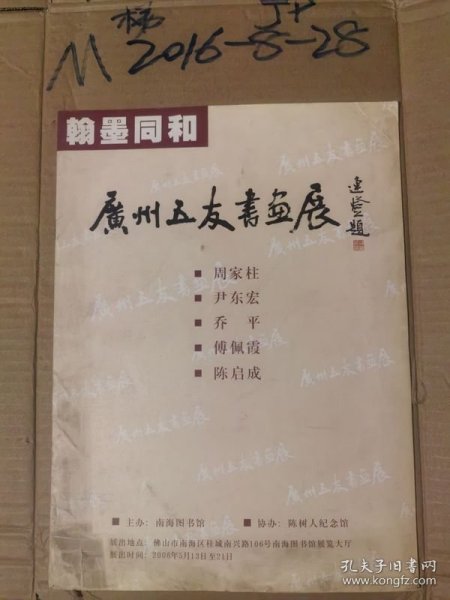 梯
M 2016-8-28
翰墨同和
廣州五友書畫展
連登題
周家柱
尹东宏
乔 平
傅佩霞
陈启成
主办：南海图书馆
协办：陈树人纪念馆
展出地点：佛山市南海区桂城南兴路106号南海图书馆展览大厅
展出时间：2008年5月13日至21日
孔夫子旧书网